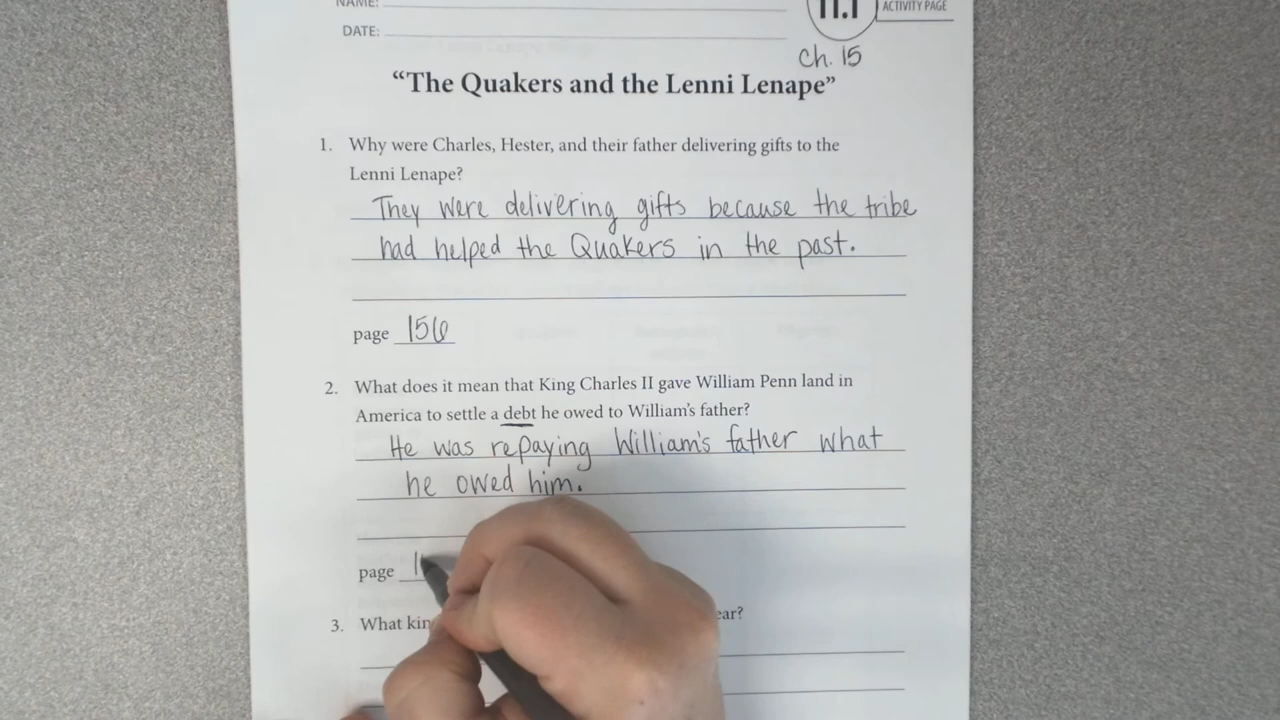 NAME:
11.1
ACTIVITY PAGE
DATE:
Ch. 15
“The Quakers and the Lenni Lenape”
1. Why were Charles, Hester, and their father delivering gifts to the
Lenni Lenape?
They were delivering gifts because the tribe
had helped the Quakers in the past.
page 156
2. What does it mean that King Charles II gave William Penn land in
America to settle a debt he owed to William’s father?
He was repaying William's father what
he owed him.
page 1
3. What ear?